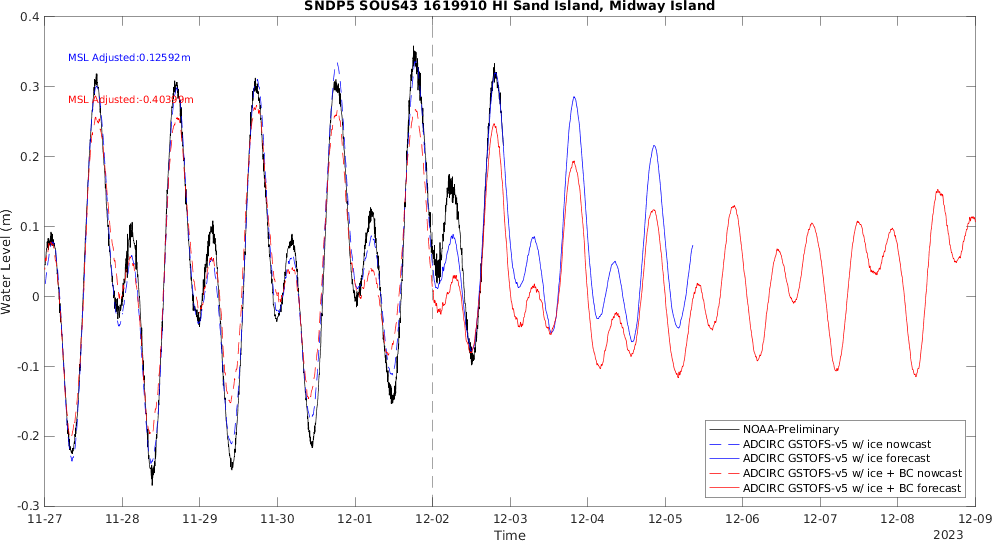 SNDP5 SOUS43 1619910 HI Sand Island, Midway Island
0.4
0.3
0.2
0.1
0
-0.1
-0.2
-0.3
Water Level (m)
MSL Adjusted:0.12592m
MSL Adjusted:-0.40399m
NOAA-Preliminary
ADCIRC GSTOFS-v5 w/ ice nowcast
ADCIRC GSTOFS-v5 w/ ice forecast
ADCIRC GSTOFS-v5 w/ ice + BC nowcast
ADCIRC GSTOFS-v5 w/ ice + BC forecast
11-27 11-28 11-29 11-30 12-01 12-02 12-03 12-04 12-05 12-06 12-07 12-08 12-09
Time
2023